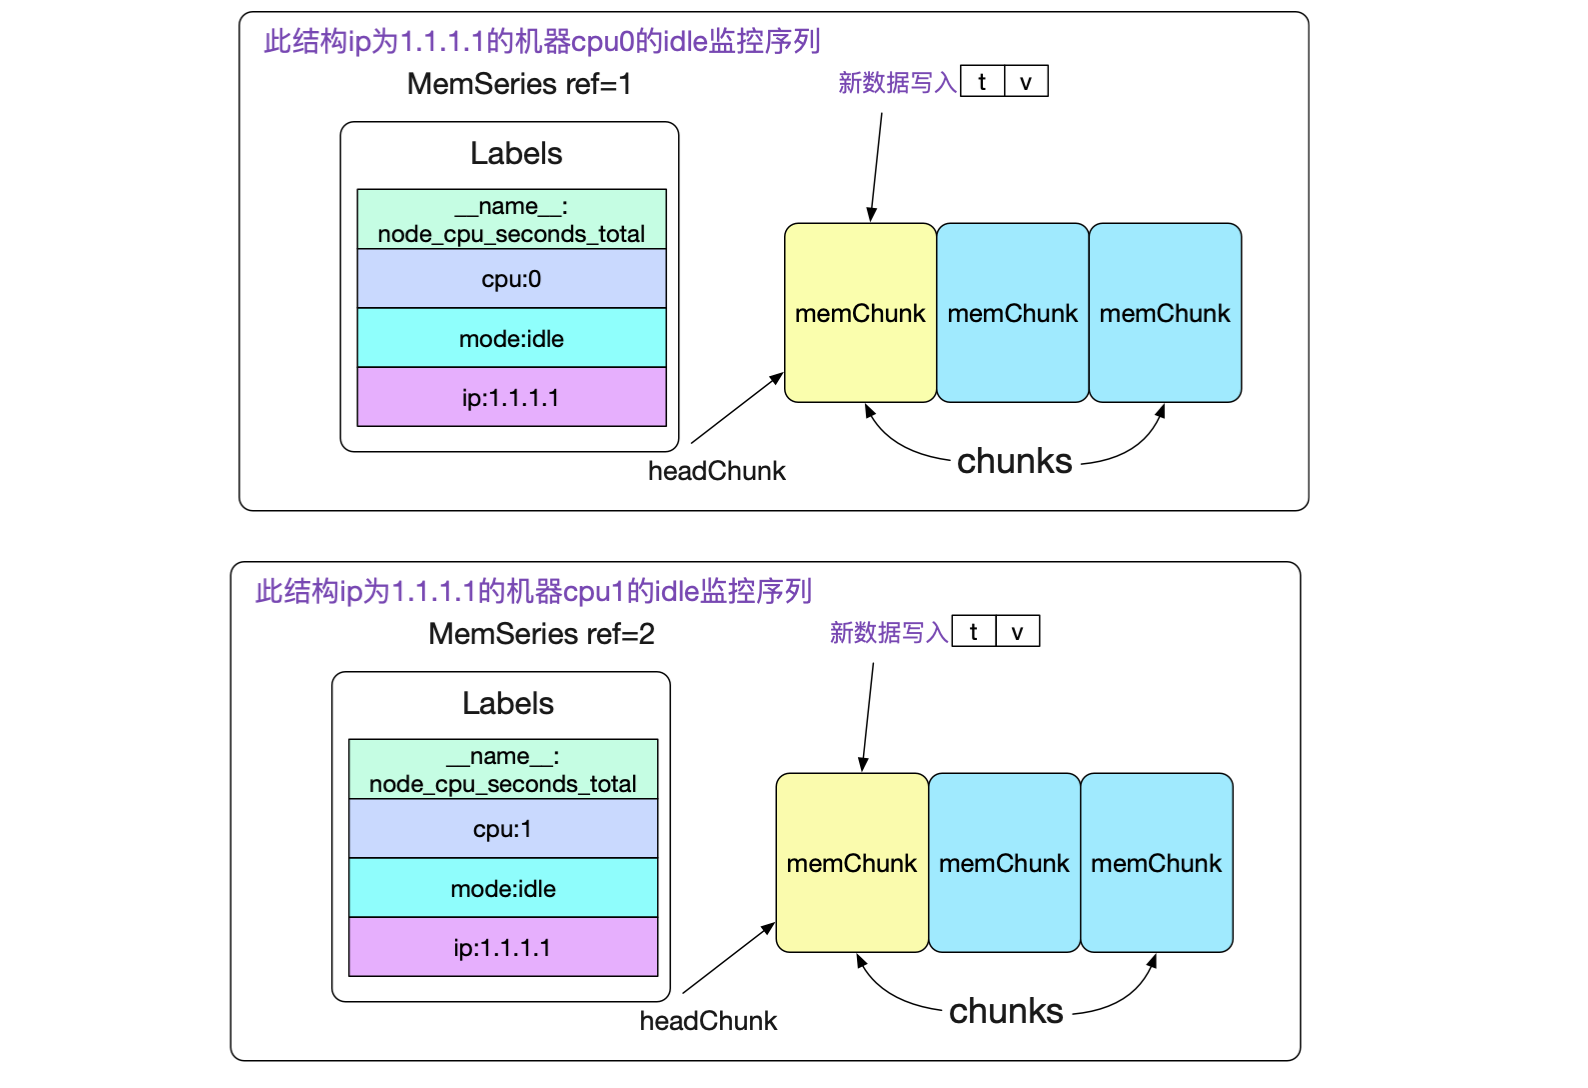 此结构ip为1.1.1.1的机器cpu0的idle监控序列
MemSeries ref=1
新数据写入 t v
Labels
__name__:
node_cpu_seconds_total
cpu:0
mode:idle
ip:1.1.1.1
memChunk memChunk memChunk
headChunk
chunks
此结构ip为1.1.1.1的机器cpu1的idle监控序列
MemSeries ref=2
新数据写入 t v
Labels
__name__:
node_cpu_seconds_total
cpu:1
mode:idle
ip:1.1.1.1
memChunk memChunk memChunk
headChunk
chunks